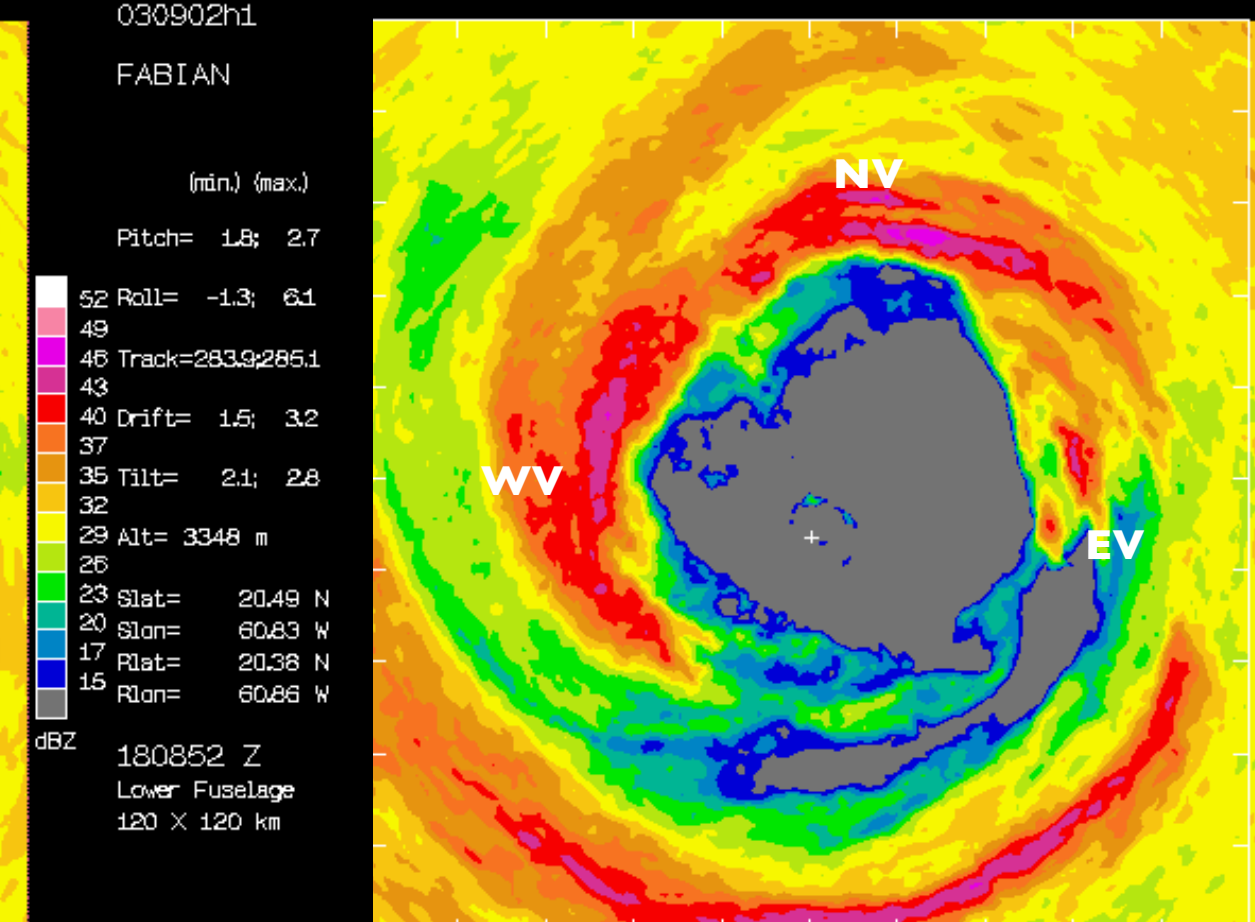 030902h1
FABIAN
(min.) (max.)
Pitch= 1.8; 2.7
Roll= -1.3; 6.1
Track=283.9;285.1
Drift= 1.5; 3.2
Tilt= 2.1; 2.8
Alt= 3348 m
Slat= 20.49 N
Slon= 60.83 W
Rlat= 20.38 N
Rlon= 60.86 W
180852 Z
Lower Fuselage
120 X 120 km
52
49
46
43
40
37
35
32
29
26
23
20
17
15
dBZ
NV
WV
EV